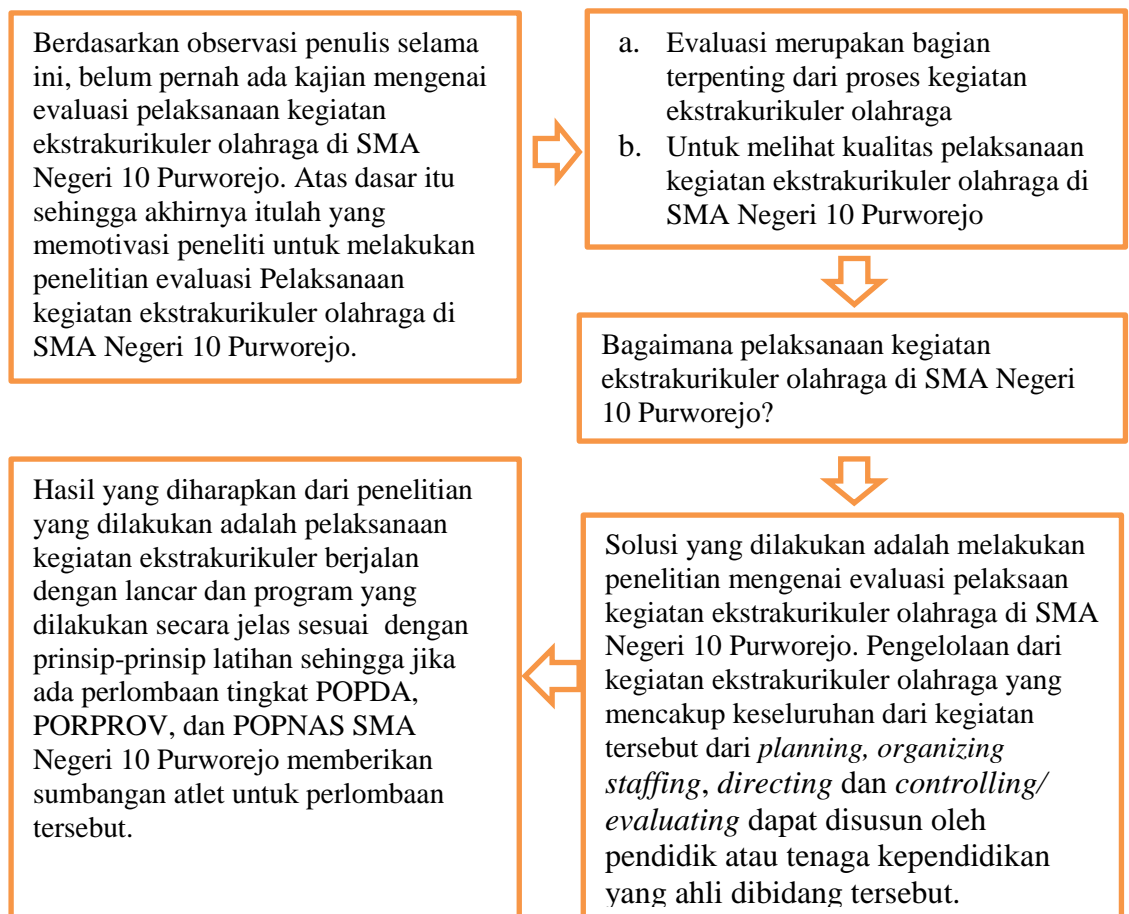 Berdasarkan observasi penulis selama
ini, belum pernah ada kajian mengenai
evaluasi pelaksanaan kegiatan
ekstrakurikuler olahraga di SMA
Negeri 10 Purworejo. Atas dasar itu
sehingga akhirnya itulah yang
memotivasi peneliti untuk melakukan
penelitian evaluasi Pelaksanaan
kegiatan ekstrakurikuler olahraga di
SMA Negeri 10 Purworejo.
a. Evaluasi merupakan bagian
terpenting dari proses kegiatan
ekstrakurikuler olahraga
b. Untuk melihat kualitas pelaksanaan
kegiatan ekstrakurikuler olahraga di
SMA Negeri 10 Purworejo
Bagaimana pelaksanaan kegiatan
ekstrakurikuler olahraga di SMA Negeri
10 Purworejo?
Solusi yang dilakukan adalah melakukan
penelitian mengenai evaluasi pelaksaan
kegiatan ekstrakurikuler olahraga di SMA
Negeri 10 Purworejo. Pengelolaan dari
kegiatan ekstrakurikuler olahraga yang
mencakup keseluruhan dari kegiatan
tersebut dari planning, organizing
staffing, directing dan controlling/
evaluating dapat disusun oleh
pendidik atau tenaga kependidikan
yang ahli dibidang tersebut.
Hasil yang diharapkan dari penelitian
yang dilakukan adalah pelaksanaan
kegiatan ekstrakurikuler berjalan
dengan lancar dan program yang
dilakukan secara jelas sesuai dengan
prinsip-prinsip latihan sehingga jika
ada perlombaan tingkat POPDA,
PORPROV, dan POPNAS SMA
Negeri 10 Purworejo memberikan
sumbangan atlet untuk perlombaan
tersebut.